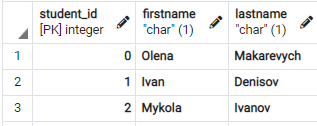 student_id firstname lastname
[PK] integer "char" (1) "char" (1)
1 0 Olena Makarevych
2 1 Ivan Denisov
3 2 Mykola Ivanov